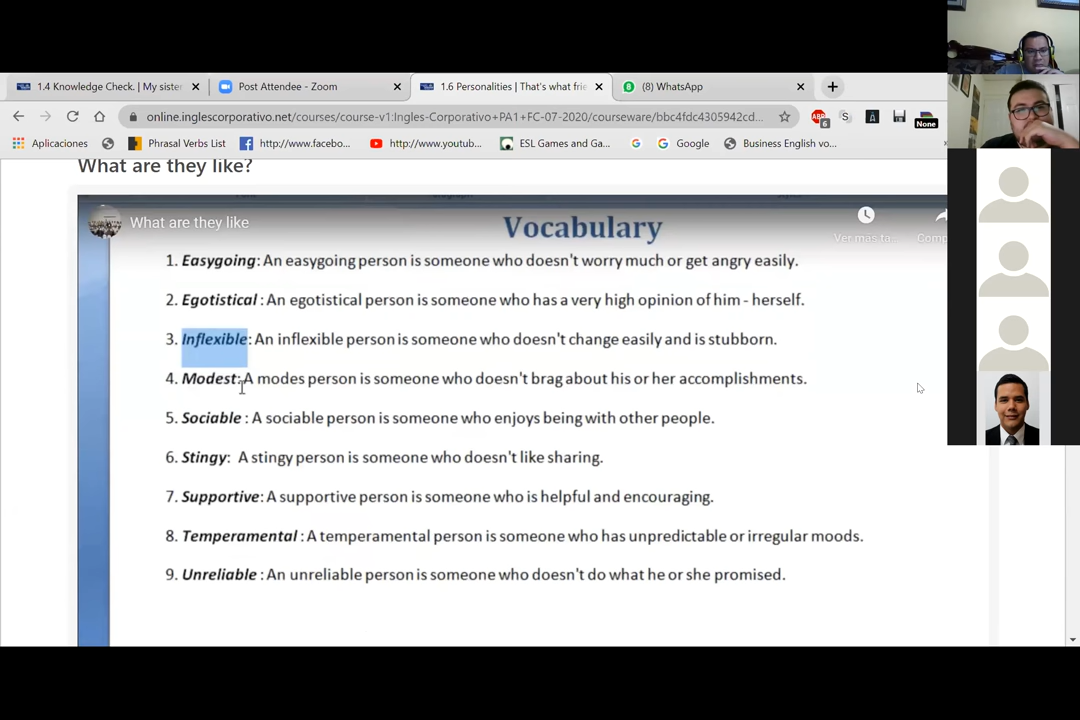 1.4 Knowledge Check. | My siste
Post Attendee - Zoom
1.6 Personalities | That's what frie
(8) WhatsApp
online.inglescorporativo.net/courses/course-v1:Ingles-Corporativo+PA1+FC-07-2020/courseware/bbc4fdc4305942cd...
ABP
6
S
None
Aplicaciones
Phrasal Verbs List
http://www.facebo...
http://www.youtub...
ESL Games and Ga...
Google
Business English vo...
What are they like?
What are they like
Vocabulary
Ver más ta...
Comp
1. Easygoing: An easygoing person is someone who doesn't worry much or get angry easily.
2. Egotistical : An egotistical person is someone who has a very high opinion of him - herself.
3. Inflexible: An inflexible person is someone who doesn't change easily and is stubborn.
4. Modest: A modes person is someone who doesn't brag about his or her accomplishments.
5. Sociable : A sociable person is someone who enjoys being with other people.
6. Stingy: A stingy person is someone who doesn't like sharing.
7. Supportive: A supportive person is someone who is helpful and encouraging.
8. Temperamental : A temperamental person is someone who has unpredictable or irregular moods.
9. Unreliable : An unreliable person is someone who doesn't do what he or she promised.